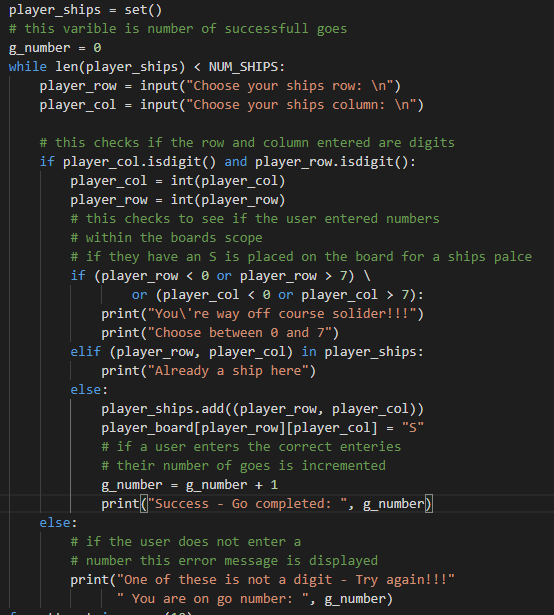 player_ships = set()
# this varible is number of successfull goes
g_number = 0
while len(player_ships) < NUM_SHIPS:
    player_row = input("Choose your ships row: \n")
    player_col = input("Choose your ships column: \n")

    # this checks if the row and column entered are digits
    if player_col.isdigit() and player_row.isdigit():
        player_col = int(player_col)
        player_row = int(player_row)
        # this checks to see if the user entered numbers
        # within the boards scope
        # if they have an S is placed on the board for a ships palce
        if (player_row < 0 or player_row > 7) \
                or (player_col < 0 or player_col > 7):
            print("You\'re way off course solider!!!")
            print("Choose between 0 and 7")
        elif (player_row, player_col) in player_ships:
            print("Already a ship here")
        else:
            player_ships.add((player_row, player_col))
            player_board[player_row][player_col] = "S"
            # if a user enters the correct enteries
            # their number of goes is incremented
            g_number = g_number + 1
            print("Success - Go completed: ", g_number)
    else:
        # if the user does not enter a
        # number this error message is displayed
        print("One of these is not a digit - Try again!!!"
              " You are on go number: ", g_number)